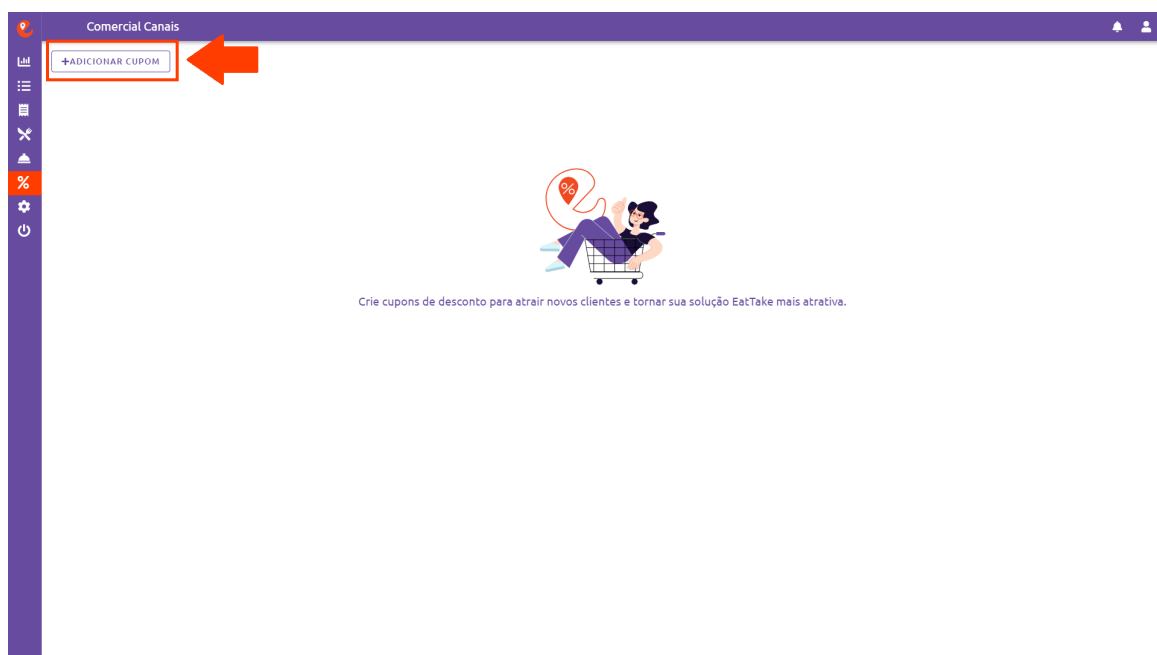 Comercial Canais
+ADICIONAR CUPOM
%
%
Crie cupons de desconto para atrair novos clientes e tornar sua solução EatTake mais atrativa.